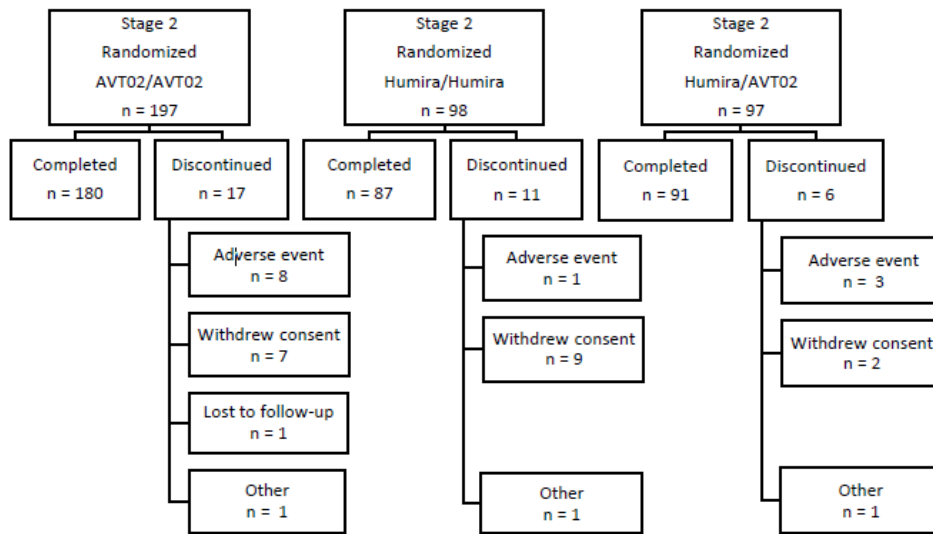 Stage 2
Randomized
AVT02/AVT02
n = 197
Completed
n = 180
Discontinued
n = 17
Adverse event
n = 8
Withdrew consent
n = 7
Lost to follow-up
n = 1
Other
n = 1
Stage 2
Randomized
Humira/Humira
n = 98
Completed
n = 87
Discontinued
n = 11
Adverse event
n = 1
Withdrew consent
n = 9
Other
n = 1
Stage 2
Randomized
Humira/AVT02
n = 97
Completed
n = 91
Discontinued
n = 6
Adverse event
n = 3
Withdrew consent
n = 2
Other
n = 1